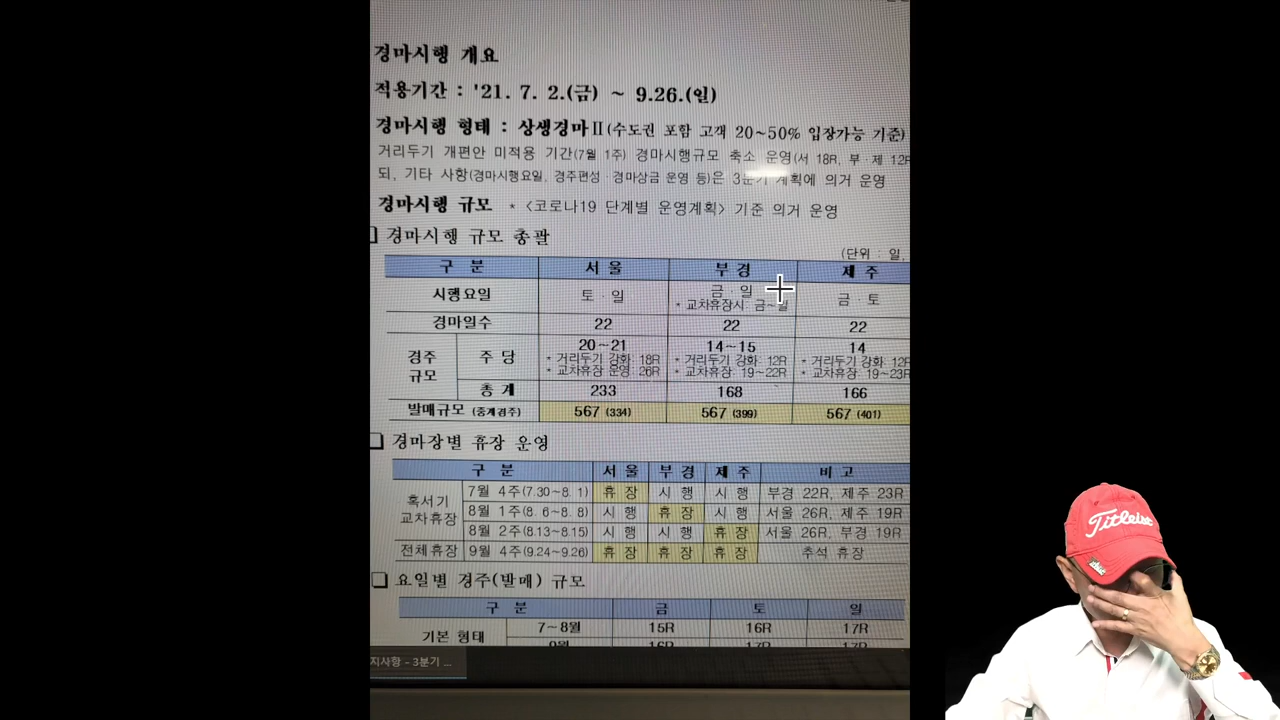 경마시행 개요
적용기간 : '21. 7. 2.(금) ~ 9.26.(일)
경마시행 형태 : 상생경마Ⅱ(수도권 포함 고객 20~50% 입장가능 기준)
거리두기 개편안 미적용 기간(7월 1주) 경마시행규모 축소 운영(서 18R, 부·제 12R
되, 기타 사항(경마시행요일, 경주편성·경마상금 운영 등)은 3분기 계획에 의거 운영
경마시행 규모 * <코로나19 단계별 운영계획> 기준 의거 운영
❑ 경마시행 규모 총괄
(단위 : 일,
구 분 서 울 부 경 제 주
시행요일 토·일 금·일 금·토
* 교차휴장시: 금~일
경마일수 22 22 22
경주 규모 주 당 20~21 14~15 14
* 거리두기 강화: 18R * 거리두기 강화: 12R * 거리두기 강화: 12R
* 교차휴장 운영: 26R * 교차휴장: 19~22R * 교차휴장: 19~23R
총 계 233 168 166
발매규모 (중계경주) 567 (334) 567 (399) 567 (401)
❑ 경마장별 휴장 운영
구 분 서 울 부 경 제 주 비 고
혹서기 교차휴장 7월 4주(7.30~8. 1) 휴 장 시 행 시 행 부경 22R, 제주 23R
8월 1주(8. 6~8. 8) 시 행 휴 장 시 행 서울 26R, 제주 19R
8월 2주(8.13~8.15) 시 행 시 행 휴 장 서울 26R, 부경 19R
전체휴장 9월 4주(9.24~9.26) 휴 장 휴 장 휴 장 추석 휴장
❑ 요일별 경주(발매) 규모
구 분 금 토 일
기본 형태 7~8월 15R 16R 17R
9월 16R 17R 17R
지사항 - 3분기 ...
Titleist